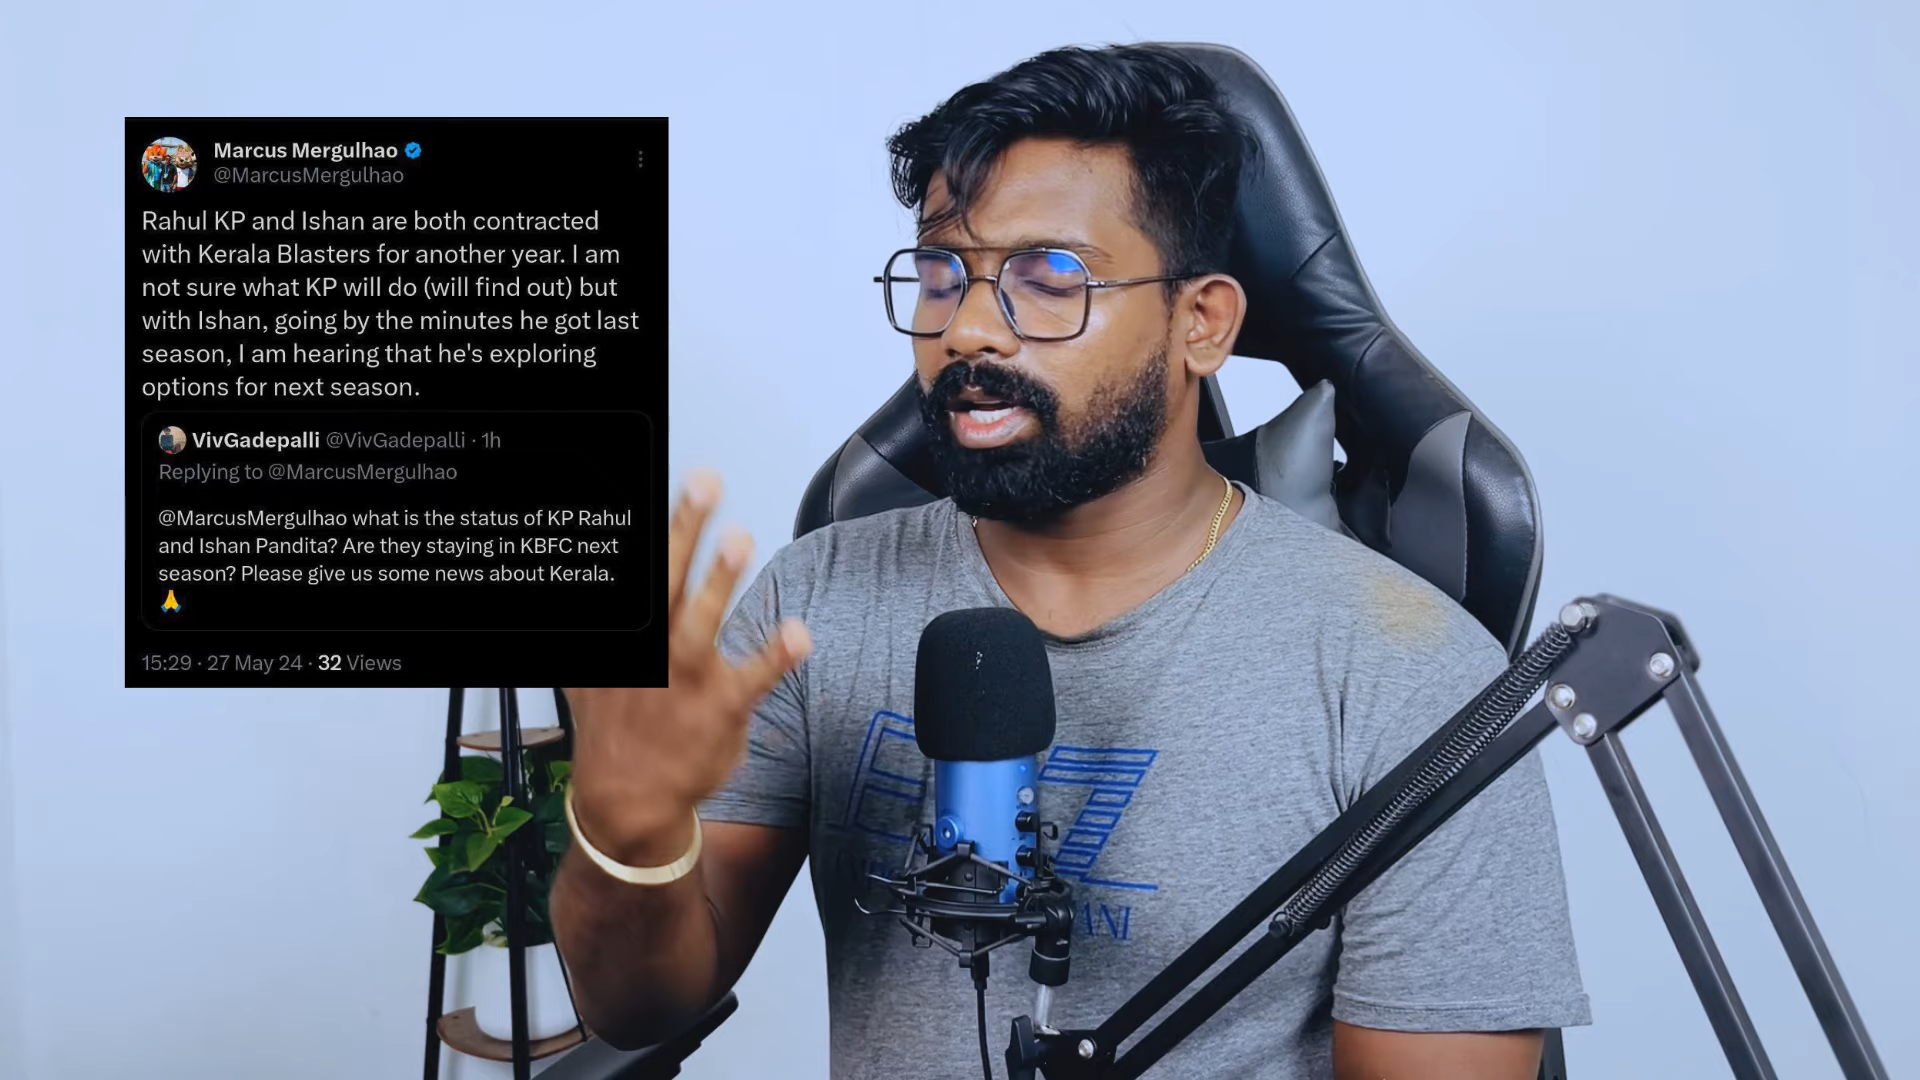 Marcus Mergulhao
@MarcusMergulhao
Rahul KP and Ishan are both contracted
with Kerala Blasters for another year. I am
not sure what KP will do (will find out) but
with Ishan, going by the minutes he got last
season, I am hearing that he's exploring
options for next season.
VivGadepalli @VivGadepalli · 1h
Replying to @MarcusMergulhao
@MarcusMergulhao what is the status of KP Rahul
and Ishan Pandita? Are they staying in KBFC next
season? Please give us some news about Kerala.
🙏
15:29 · 27 May 24 · 32 Views